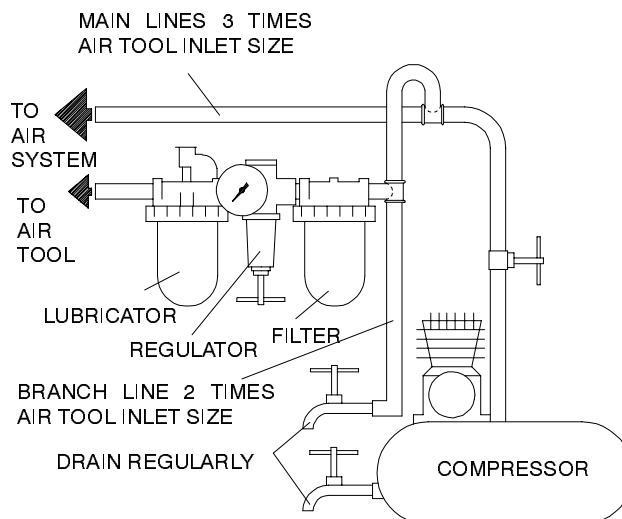 MAIN LINES 3 TIMES
AIR TOOL INLET SIZE
TO
AIR
SYSTEM
TO
AIR
TOOL
LUBRICATOR
REGULATOR
FILTER
BRANCH LINE 2 TIMES
AIR TOOL INLET SIZE
DRAIN REGULARLY
COMPRESSOR